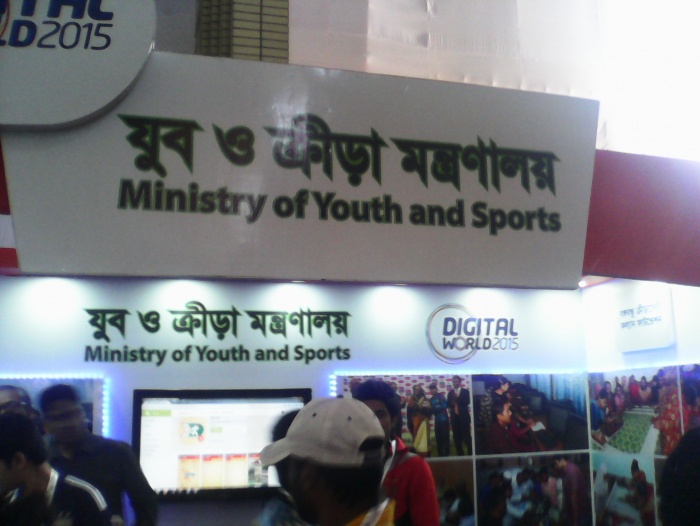 ITAL
LD2015
যুব ও ক্রীড়া মন্ত্রণালয়
Ministry of Youth and Sports
যুব ও ক্রীড়া মন্ত্রণালয়
Ministry of Youth and Sports
DIGITAL
WORLD2015